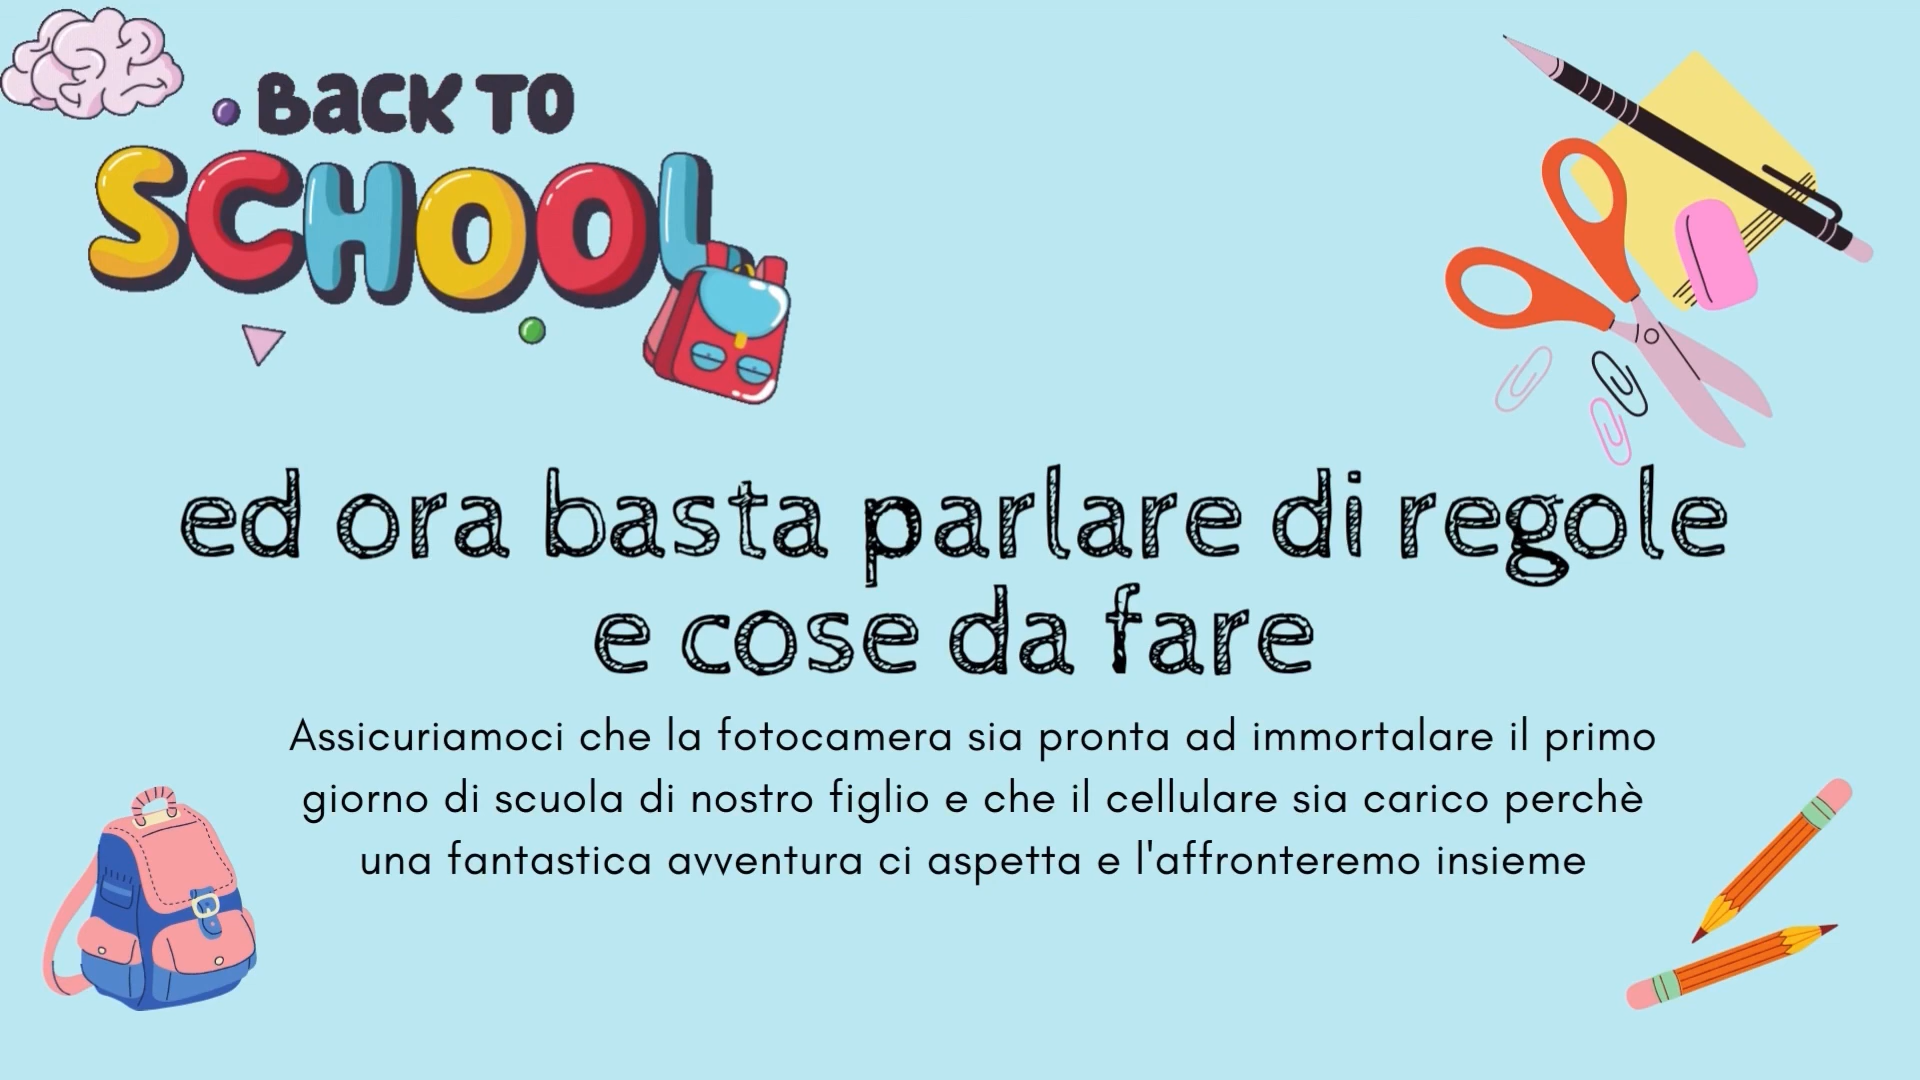 BACK TO
SCHOOL
ed ora basta parlare di regole
e cose da fare
Assicuriamoci che la fotocamera sia pronta ad immortalare il primo
giorno di scuola di nostro figlio e che il cellulare sia carico perchè
una fantastica avventura ci aspetta e l'affronteremo insieme